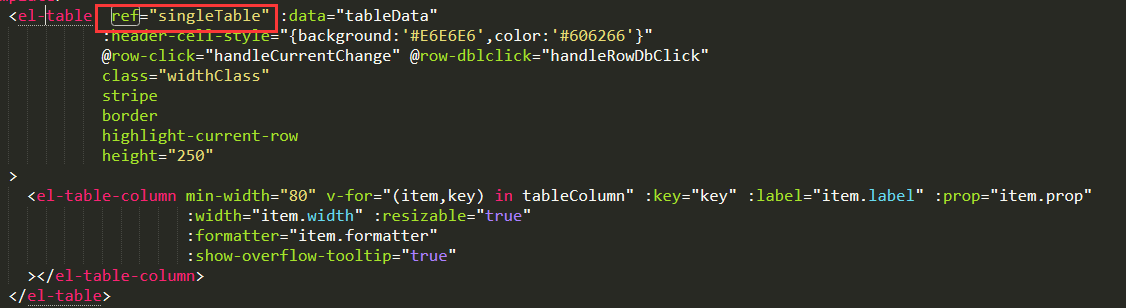 <el-table ref="singleTable" :data="tableData"
:header-cell-style="{background:'#E6E6E6',color:'#606266'}"
@row-click="handleCurrentChange" @row-dblclick="handleRowDbClick"
class="widthClass"
stripe
border
highlight-current-row
height="250"
>
<el-table-column min-width="80" v-for="(item,key) in tableColumn" :key="key" :label="item.label" :prop="item.prop"
:width="item.width" :resizable="true"
:formatter="item.formatter"
:show-overflow-tooltip="true"
></el-table-column>
</el-table>